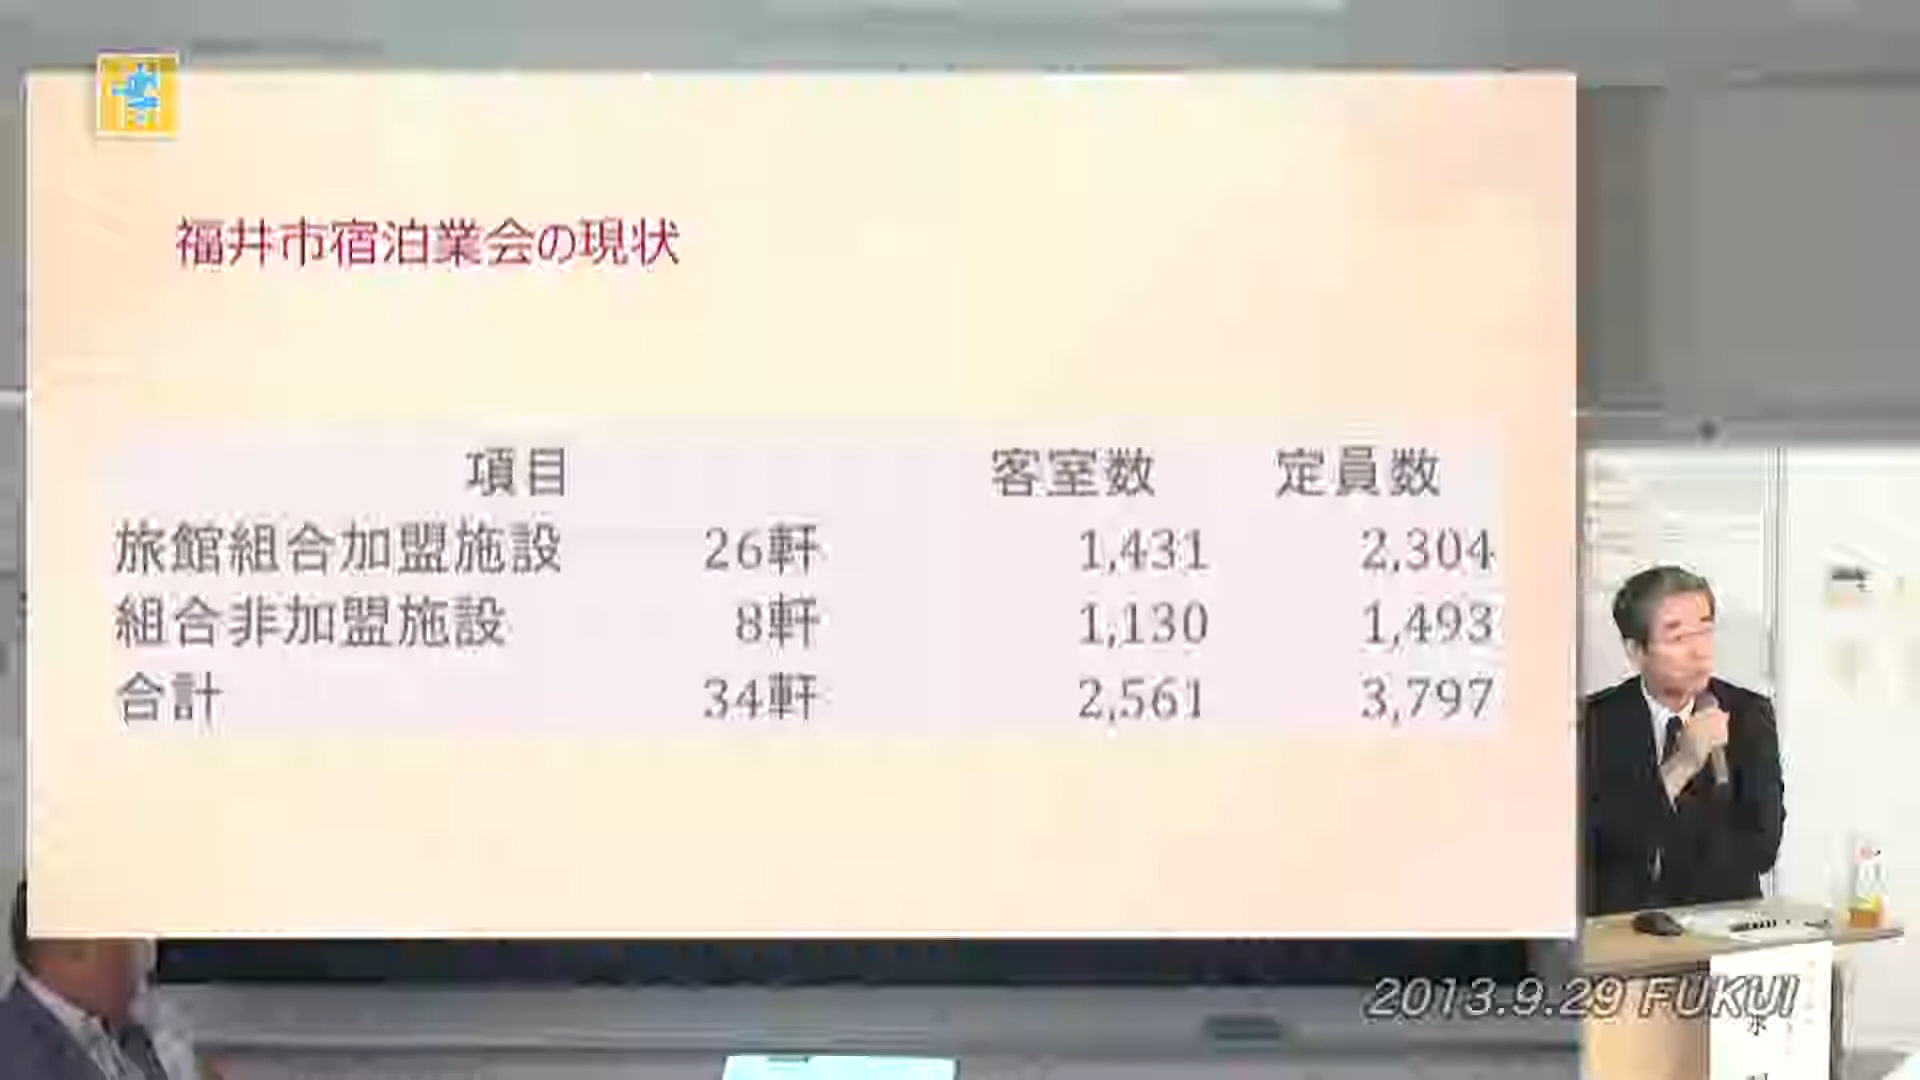 福井市宿泊業会の現状
項目 客室数 定員数
旅館組合加盟施設 26軒 1,431 2,304
組合非加盟施設 8軒 1,130 1,493
合計 34軒 2,561 3,797
2013.9.29 FUKUI